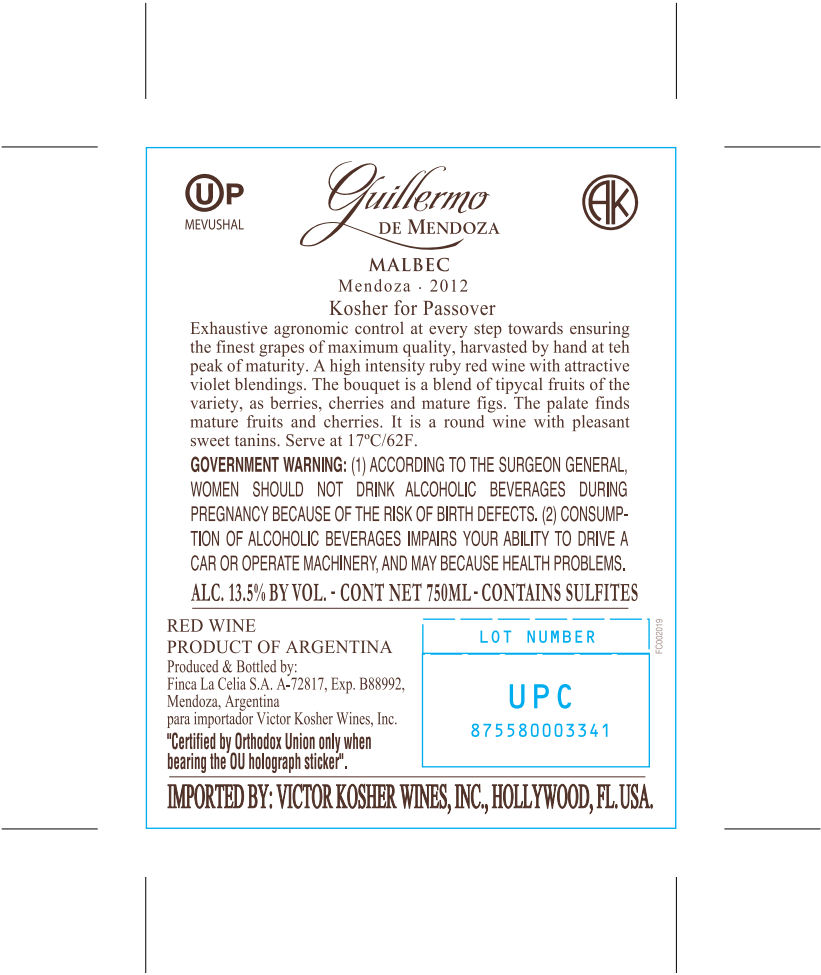 UP
MEVUSHAL
Guillermo
DE MENDOZA
AK
MALBEC
Mendoza · 2012
Kosher for Passover
Exhaustive agronomic control at every step towards ensuring
the finest grapes of maximum quality, harvasted by hand at teh
peak of maturity. A high intensity ruby red wine with attractive
violet blendings. The bouquet is a blend of tipycal fruits of the
variety, as berries, cherries and mature figs. The palate finds
mature fruits and cherries. It is a round wine with pleasant
sweet tanins. Serve at 17ºC/62F.
GOVERNMENT WARNING: (1) ACCORDING TO THE SURGEON GENERAL,
WOMEN SHOULD NOT DRINK ALCOHOLIC BEVERAGES DURING
PREGNANCY BECAUSE OF THE RISK OF BIRTH DEFECTS. (2) CONSUMP-
TION OF ALCOHOLIC BEVERAGES IMPAIRS YOUR ABILITY TO DRIVE A
CAR OR OPERATE MACHINERY, AND MAY BECAUSE HEALTH PROBLEMS.
ALC. 13.5% BY VOL. - CONT NET 750ML - CONTAINS SULFITES
RED WINE
PRODUCT OF ARGENTINA
Produced & Bottled by:
Finca La Celia S.A. A-72817, Exp. B88992,
Mendoza, Argentina
para importador Victor Kosher Wines, Inc.
"Certified by Orthodox Union only when
bearing the OU holograph sticker".
LOT NUMBER
UPC
875580003341
FC002019
IMPORTED BY: VICTOR KOSHER WINES, INC., HOLLYWOOD, FL. USA.